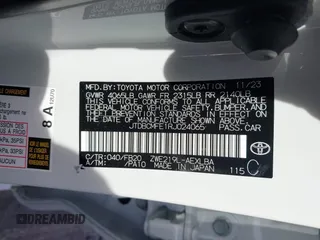 MFD. BY: TOYOTA MOTOR CORPORATION 11/23
GVWR 4065LB GAWR FR 2315LB RR 2140LB
THIS VEHICLE CONFORMS TO ALL APPLICABLE
FEDERAL MOTOR VEHICLE SAFETY, BUMPER, AND
THEFT PREVENTION STANDARDS IN EFFECT ON THE
DATE OF MANUFACTURE SHOWN ABOVE.
PASS.CAR
C/TR:040/FB20 ZWE219L-AEXLBA
A/TM: /PA10 MADE IN JAPAN 115
TOYOTA
8 A
DREAMBID